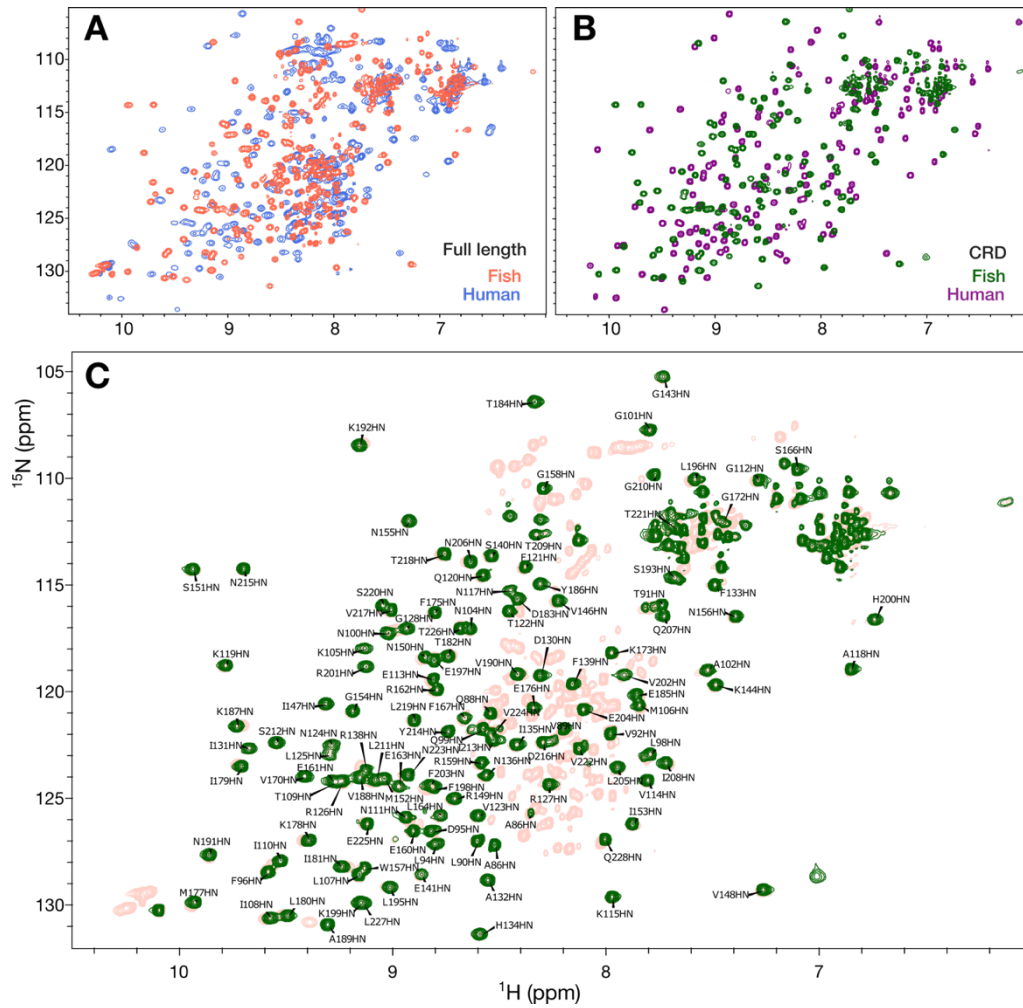 A
B
110
115
120
125
130
110
115
120
125
130
Full length
Fish
Human
CRD
Fish
Human
10
9
8
7
10
9
8
7
C
105
110
115
120
125
130
15N (ppm)
G143HN
T184HN
K192HN
G101HN
S166HN
G158HN
L196HN
G112HN
G210HN
G172HN
T221HN
N155HN
N206HN
S140HN
T209HN
T218HN
F121HN
S193HN
F133HN
Q120HN
Y186HN
S151HN
N215HN
N117HN
T91HN
S220HN
F175HN
D183HN
V146HN
N156HN
H200HN
V217HN
G128HN
N104HN
T122HN
Q207HN
N100HN
T226HN
T182HN
K105HN
N150HN
D130HN
K173HN
K119HN
E197HN
V190HN
F139HN
A102HN
A118HN
R201HN
E113HN
V202HN
R162HN
E176HN
E185HN
K144HN
G154HN
Q88HN
M106HN
I147HN
L219HN
F167HN
V224HN
E204HN
K187HN
Y214HN
V89HN
V92HN
S212HN
N124HN
R138HN
Q99HN
I135HN
L98HN
I131HN
L125HN
L211HN
N223HN
I213HN
D216HN
I179HN
E161HN
E163HN
R159HN
N136HN
V222HN
L205HN
I208HN
V170HN
F203HN
F198HN
V114HN
T109HN
V188HN
M152HN
R149HN
R127HN
R126HN
N111HN
L164HN
V123HN
A86HN
I153HN
K178HN
E225HN
D95HN
Q228HN
N191HN
I110HN
E160HN
L94HN
L90HN
A86HN
I181HN
W157HN
F96HN
L107HN
E141HN
A132HN
M177HN
L180HN
L195HN
K115HN
V148HN
I108HN
K199HN
L227HN
H134HN
A189HN
10
9
8
7
1H (ppm)